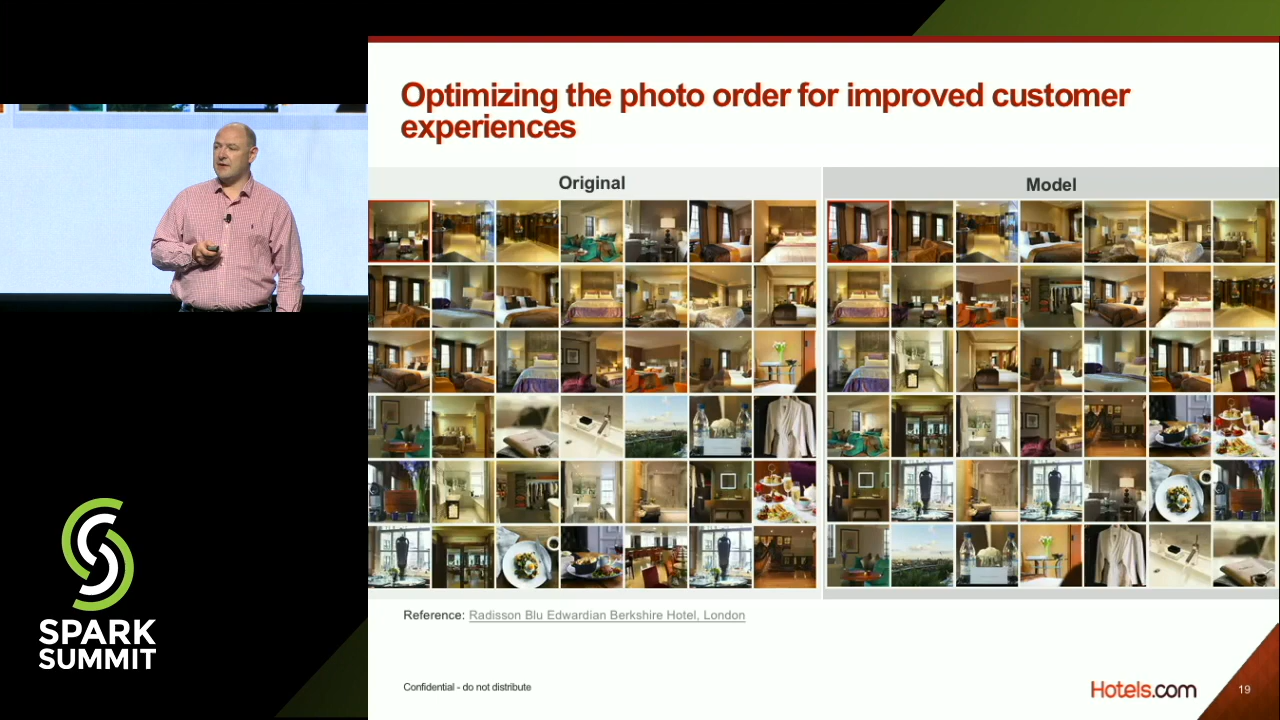 Optimizing the photo order for improved customer
experiences
Original
Model
Reference: Radisson Blu Edwardian Berkshire Hotel, London
Confidential - do not distribute
Hotels.com
19
SPARK
SUMMIT